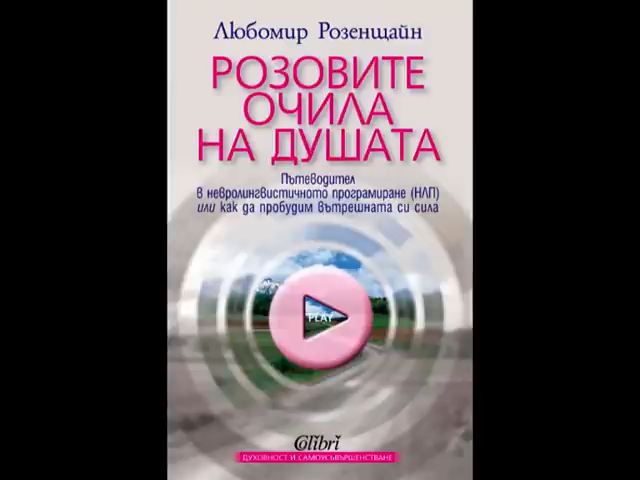 Любомир Розенщайн
РОЗОВИТЕ
ОЧИЛА
НА ДУШАТА
Пътеводител
в невролингвистичното програмиране (НЛП)
или как да пробудим вътрешната си сила
PLAY
Colibri
ДУХОВНОСТ И САМОУСЪВЪРШЕНСТВАНЕ